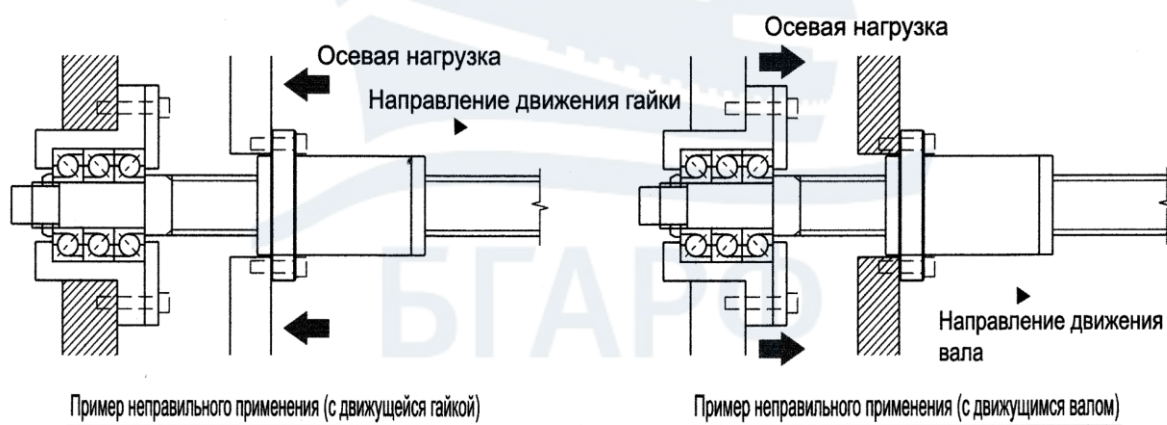 Осевая нагрузка
Направление движения гайки
Осевая нагрузка
Направление движения
вала
БГАРФ
Пример неправильного применения (с движущейся гайкой)
Пример неправильного применения (с движущимся валом)